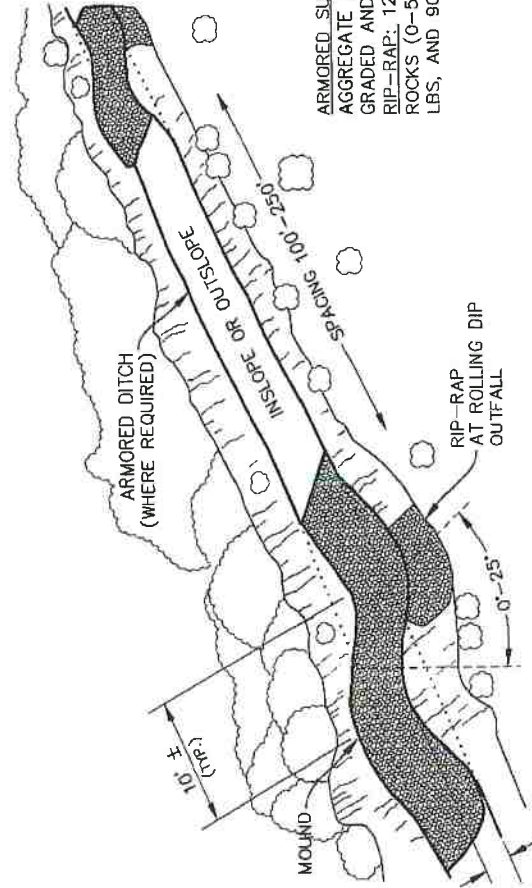 ARMORED DITCH
(WHERE REQUIRED)
INSLOPE OR OUTSLOPE
SPACING 100'-250'
10' ±
(TYP.)
MOUND
RIP-RAP
AT ROLLING DIP
OUTFALL
0'-25'
ARMORED SU
AGGREGATE
GRADED AND
RIP-RAP: 12
ROCKS (0-5
LBS, AND 90